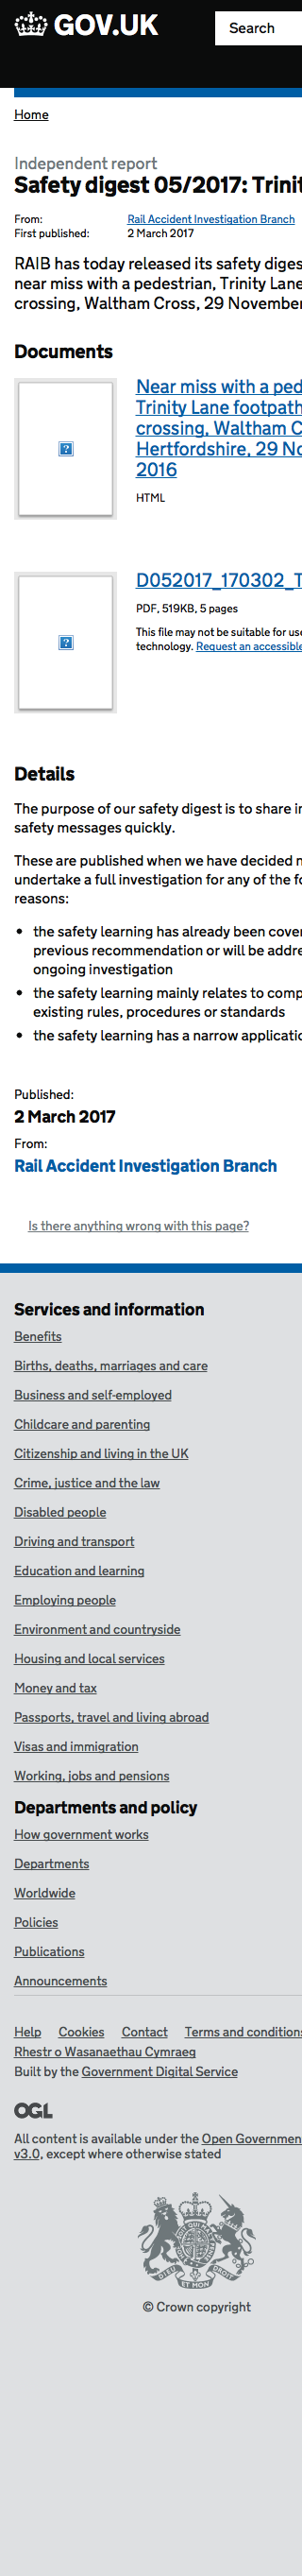 GOV.UK
Search
Home
Independent report
Safety digest 05/2017: Trinit
From: Rail Accident Investigation Branch
First published: 2 March 2017
RAIB has today released its safety diges
near miss with a pedestrian, Trinity Lane
crossing, Waltham Cross, 29 November
Documents
Near miss with a ped
Trinity Lane footpath
crossing, Waltham C
Hertfordshire, 29 No
2016
HTML
D052017_170302_T
PDF, 519KB, 5 pages
This file may not be suitable for use
technology. Request an accessible
Details
The purpose of our safety digest is to share in
safety messages quickly.
These are published when we have decided n
undertake a full investigation for any of the fo
reasons:
the safety learning has already been cover
previous recommendation or will be addre
ongoing investigation
the safety learning mainly relates to comp
existing rules, procedures or standards
the safety learning has a narrow applicatio
Published:
2 March 2017
From:
Rail Accident Investigation Branch
Is there anything wrong with this page?
Services and information
Benefits
Births, deaths, marriages and care
Business and self-employed
Childcare and parenting
Citizenship and living in the UK
Crime, justice and the law
Disabled people
Driving and transport
Education and learning
Employing people
Environment and countryside
Housing and local services
Money and tax
Passports, travel and living abroad
Visas and immigration
Working, jobs and pensions
Departments and policy
How government works
Departments
Worldwide
Policies
Publications
Announcements
Help Cookies Contact Terms and conditions
Rhestr o Wasanaethau Cymraeg
Built by the Government Digital Service
OGL
All content is available under the Open Governmen
v3.0, except where otherwise stated
DIEU ET MON DROIT
© Crown copyright